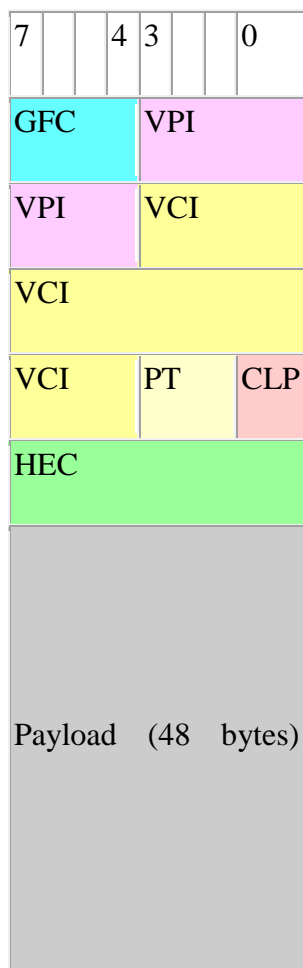 7 4 3 0
GFC VPI
VPI VCI
VCI
VCI PT CLP
HEC
Payload (48 bytes)